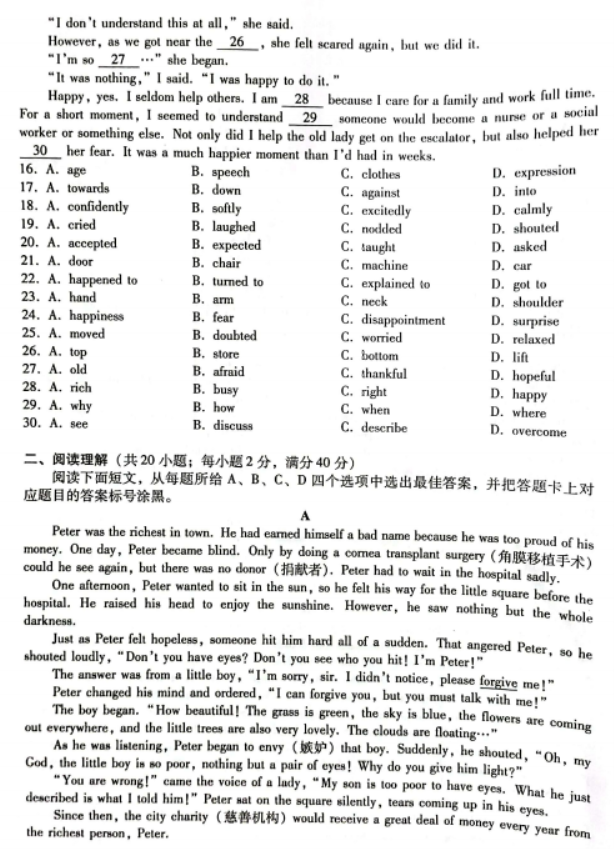 “I don't understand this at all,” she said.
However, as we got near the 26 , she felt scared again, but we did it.
“I'm so 27 …” she began.
“It was nothing,” I said. “I was happy to do it.”
Happy, yes. I seldom help others. I am 28 because I care for a family and work full time.
For a short moment, I seemed to understand 29 someone would become a nurse or a social
worker or something else. Not only did I help the old lady get on the escalator, but also helped her
30 her fear. It was a much happier moment than I'd had in weeks.
16. A. age B. speech C. clothes D. expression
17. A. towards B. down C. against D. into
18. A. confidently B. softly C. excitedly D. calmly
19. A. cried B. laughed C. nodded D. shouted
20. A. accepted B. expected C. taught D. asked
21. A. door B. chair C. machine D. car
22. A. happened to B. turned to C. explained to D. got to
23. A. hand B. arm C. neck D. shoulder
24. A. happiness B. fear C. disappointment D. surprise
25. A. moved B. doubted C. worried D. relaxed
26. A. top B. store C. bottom D. lift
27. A. old B. afraid C. thankful D. hopeful
28. A. rich B. busy C. right D. happy
29. A. why B. how C. when D. where
30. A. see B. discuss C. describe D. overcome
二、阅读理解（共20小题；每小题2分，满分40分）
阅读下面短文，从每题所给 A、B、C、D 四个选项中选出最佳答案，并把答题卡上对
应题目的答案标号涂黑。
A
Peter was the richest in town. He had earned himself a bad name because he was too proud of his
money. One day, Peter became blind. Only by doing a cornea transplant surgery（角膜移植手术）
could he see again, but there was no donor（捐献者）. Peter had to wait in the hospital sadly.
One afternoon, Peter wanted to sit in the sun, so he felt his way for the little square before the
hospital. He raised his head to enjoy the sunshine. However, he saw nothing but the whole
darkness.
Just as Peter felt hopeless, someone hit him hard all of a sudden. That angered Peter, so he
shouted loudly, “Don't you have eyes? Don't you see who you hit! I'm Peter!”
The answer was from a little boy, “I'm sorry, sir. I didn't notice, please forgive me!”
Peter changed his mind and ordered, “I can forgive you, but you must talk with me!”
The boy began. “How beautiful! The grass is green, the sky is blue, the flowers are coming
out everywhere, and the little trees are also very lovely. The clouds are floating…”
As he was listening, Peter began to envy（嫉妒）that boy. Suddenly, he shouted, “Oh, my
God, the little boy is so poor, nothing but a pair of eyes! Why do you give him light?”
“You are wrong!” came the voice of a lady, “My son is too poor to have eyes. What he just
described is what I told him!” Peter sat on the square silently, tears coming up in his eyes.
Since then, the city charity（慈善机构）would receive a great deal of money every year from
the richest person, Peter.